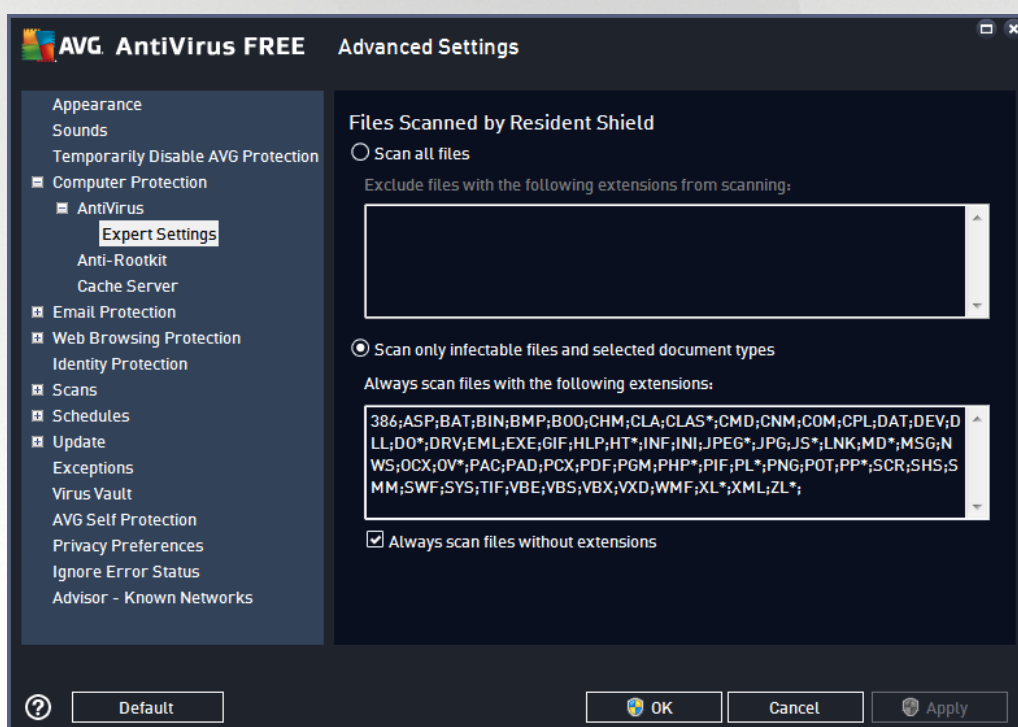 AVG. AntiVirus FREE Advanced Settings
Appearance
Sounds
Temporarily Disable AVG Protection
Computer Protection
AntiVirus
Expert Settings
Anti-Rootkit
Cache Server
Email Protection
Web Browsing Protection
Identity Protection
Scans
Schedules
Update
Exceptions
Virus Vault
AVG Self Protection
Privacy Preferences
Ignore Error Status
Advisor - Known Networks
Files Scanned by Resident Shield
Scan all files
Exclude files with the following extensions from scanning:
Scan only infectable files and selected document types
Always scan files with the following extensions:
386;ASP;BAT;BIN;BMP;BOO;CHM;CLA;CLAS*;CMD;CNM;COM;CPL;DAT;DEV;D
LL;DO*;DRV;EML;EXE;GIF;HLP;HT*;INF;INI;JPEG*;JPG;JS*;LNK;MD*;MSG;N
WS;OCX;OV*;PAC;PAD;PCX;PDF;PGM;PHP*;PIF;PL*;PNG;POT;PP*;SCR;SHS;S
MM;SWF;SYS;TIF;VBE;VBS;VBX;VXD;WMF;XL*;XML;ZL*;
Always scan files without extensions
? Default OK Cancel Apply